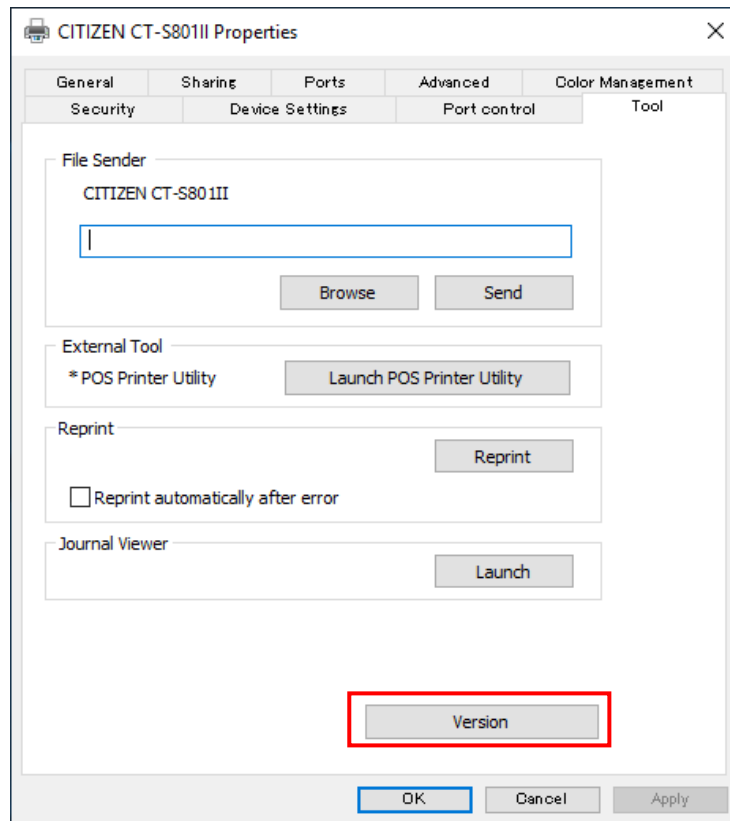 CITIZEN CT-S801II Properties
General Sharing Ports Advanced Color Management
Security Device Settings Port control Tool
File Sender
CITIZEN CT-S801II
Browse Send
External Tool
* POS Printer Utility Launch POS Printer Utility
Reprint
Reprint
Reprint automatically after error
Journal Viewer
Launch
Version
OK Cancel Apply